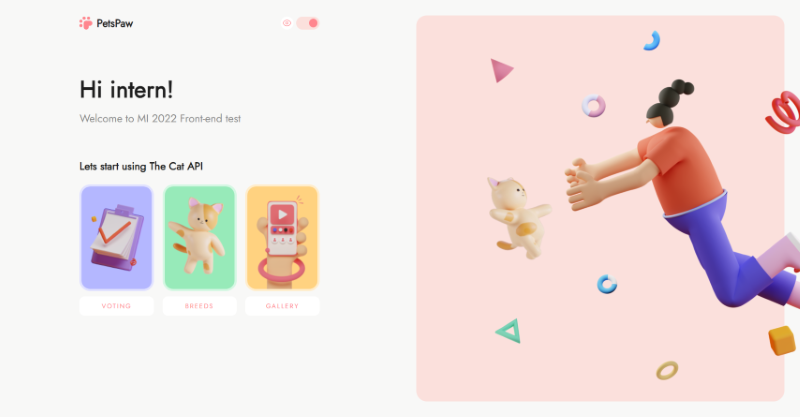 PetsPaw
Hi intern!
Welcome to MI 2022 Front-end test
Lets start using The Cat API
VOTING
BREEDS
GALLERY